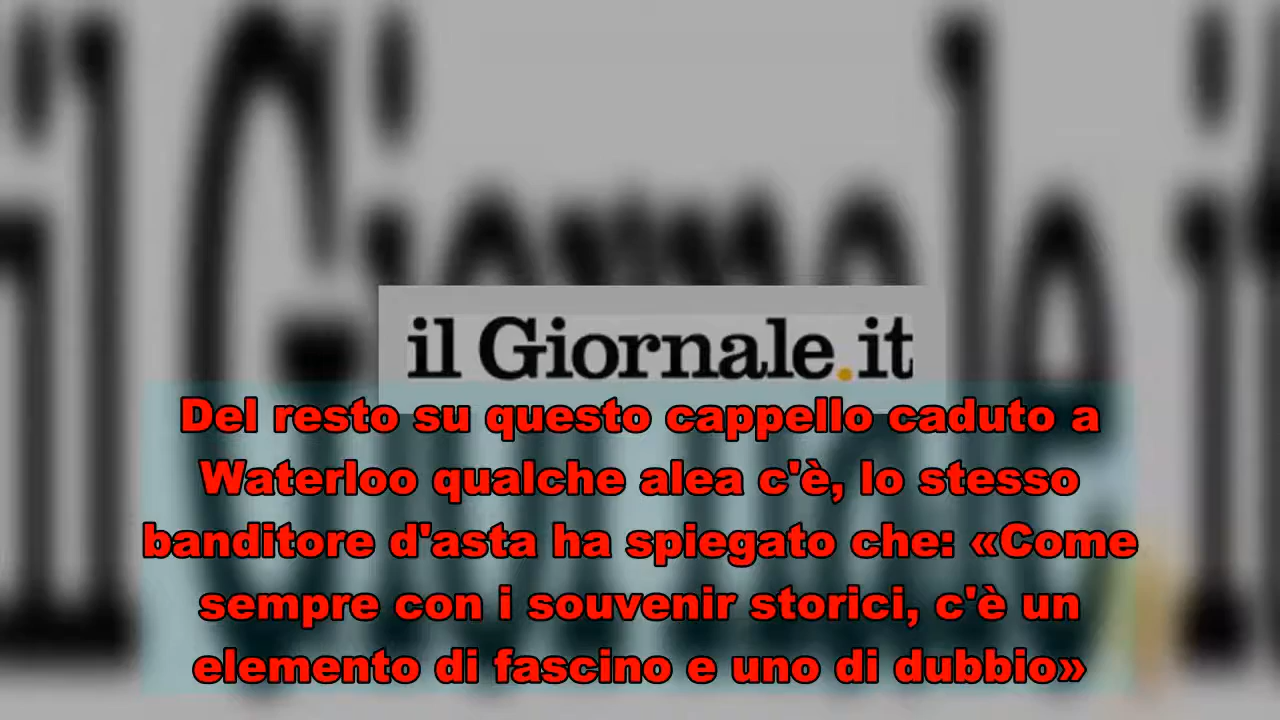 il Giornale.it
Del resto su questo cappello caduto a
Waterloo qualche alea c'è, lo stesso
banditore d'asta ha spiegato che: «Come
sempre con i souvenir storici, c'è un
elemento di fascino e uno di dubbio»